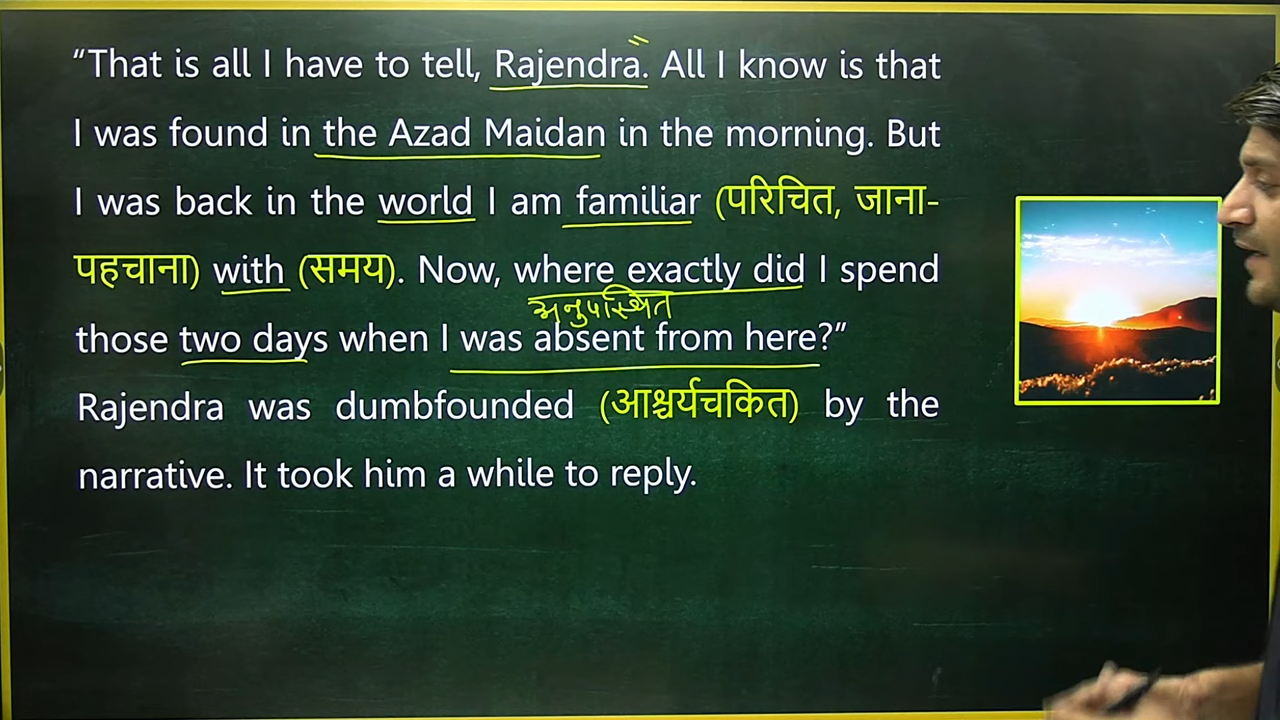 “That is all I have to tell, Rajendra. All I know is that
I was found in the Azad Maidan in the morning. But
I was back in the world I am familiar (परिचित, जाना-
पहचाना) with (समय). Now, where exactly did I spend
अनुपस्थित
those two days when I was absent from here?”
Rajendra was dumbfounded (आश्चर्यचकित) by the
narrative. It took him a while to reply.